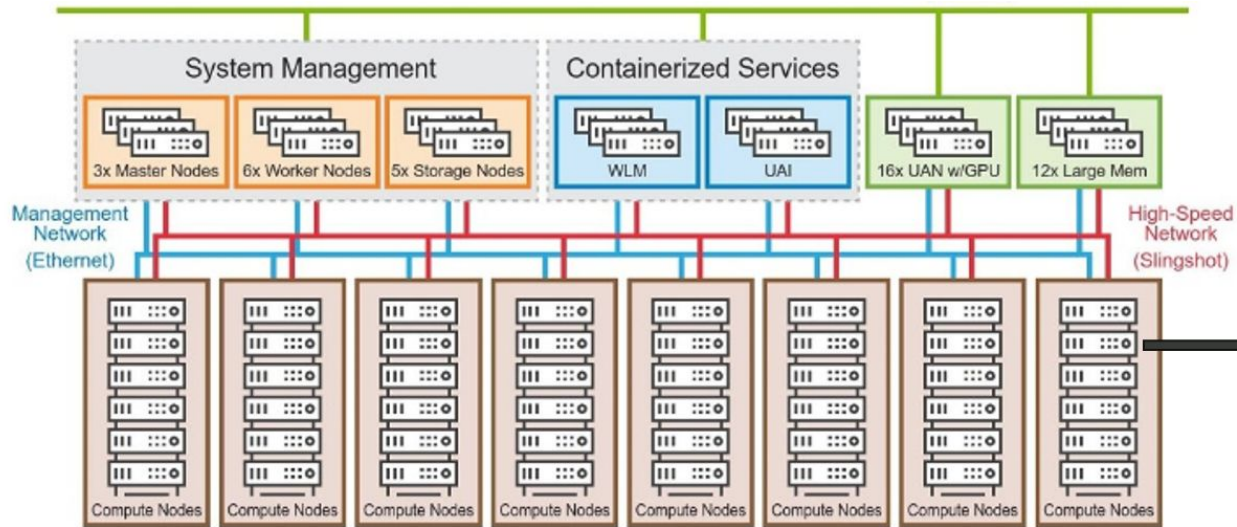 System Management
Containerized Services
3x Master Nodes
6x Worker Nodes
5x Storage Nodes
WLM
UAI
16x UAN w/GPU
12x Large Mem
Management
Network
(Ethernet)
High-Speed
Network
(Slingshot)
Compute Nodes
Compute Nodes
Compute Nodes
Compute Nodes
Compute Nodes
Compute Nodes
Compute Nodes
Compute Nodes